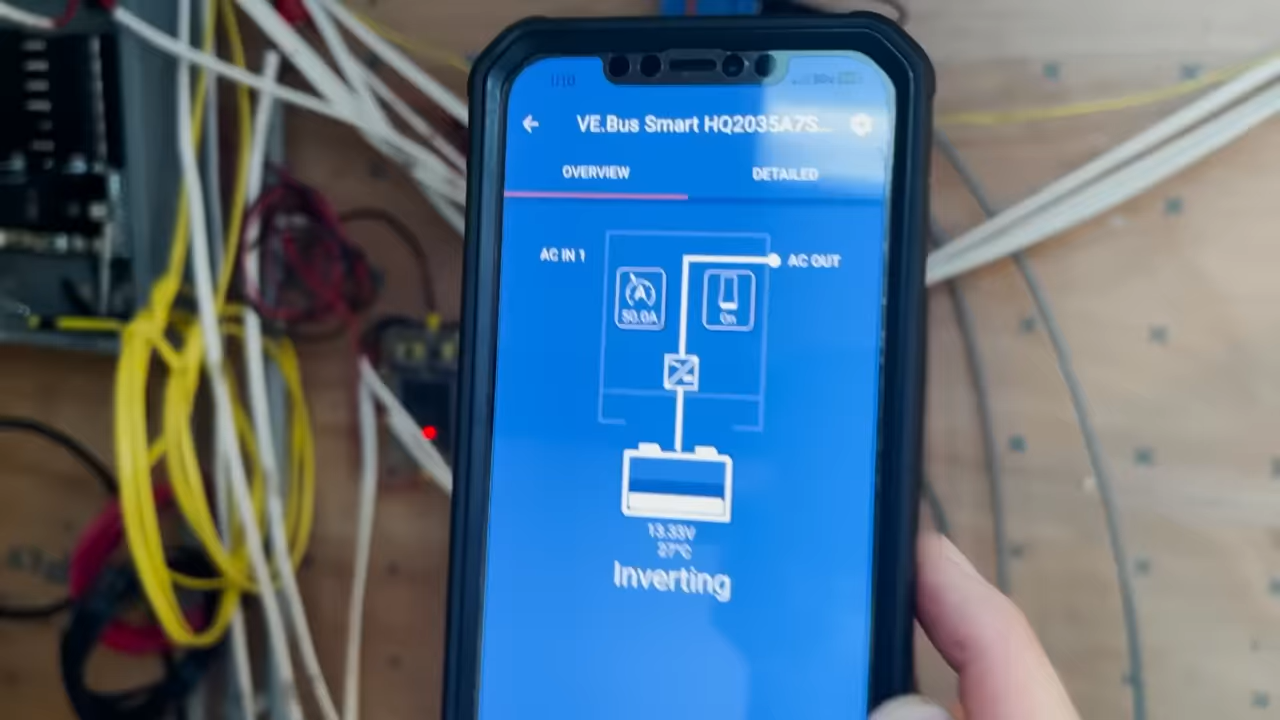 VE.Bus Smart HQ2035A7S...
OVERVIEW
DETAILED
AC IN 1
AC OUT
50.0A
On
13.33V
27°C
Inverting